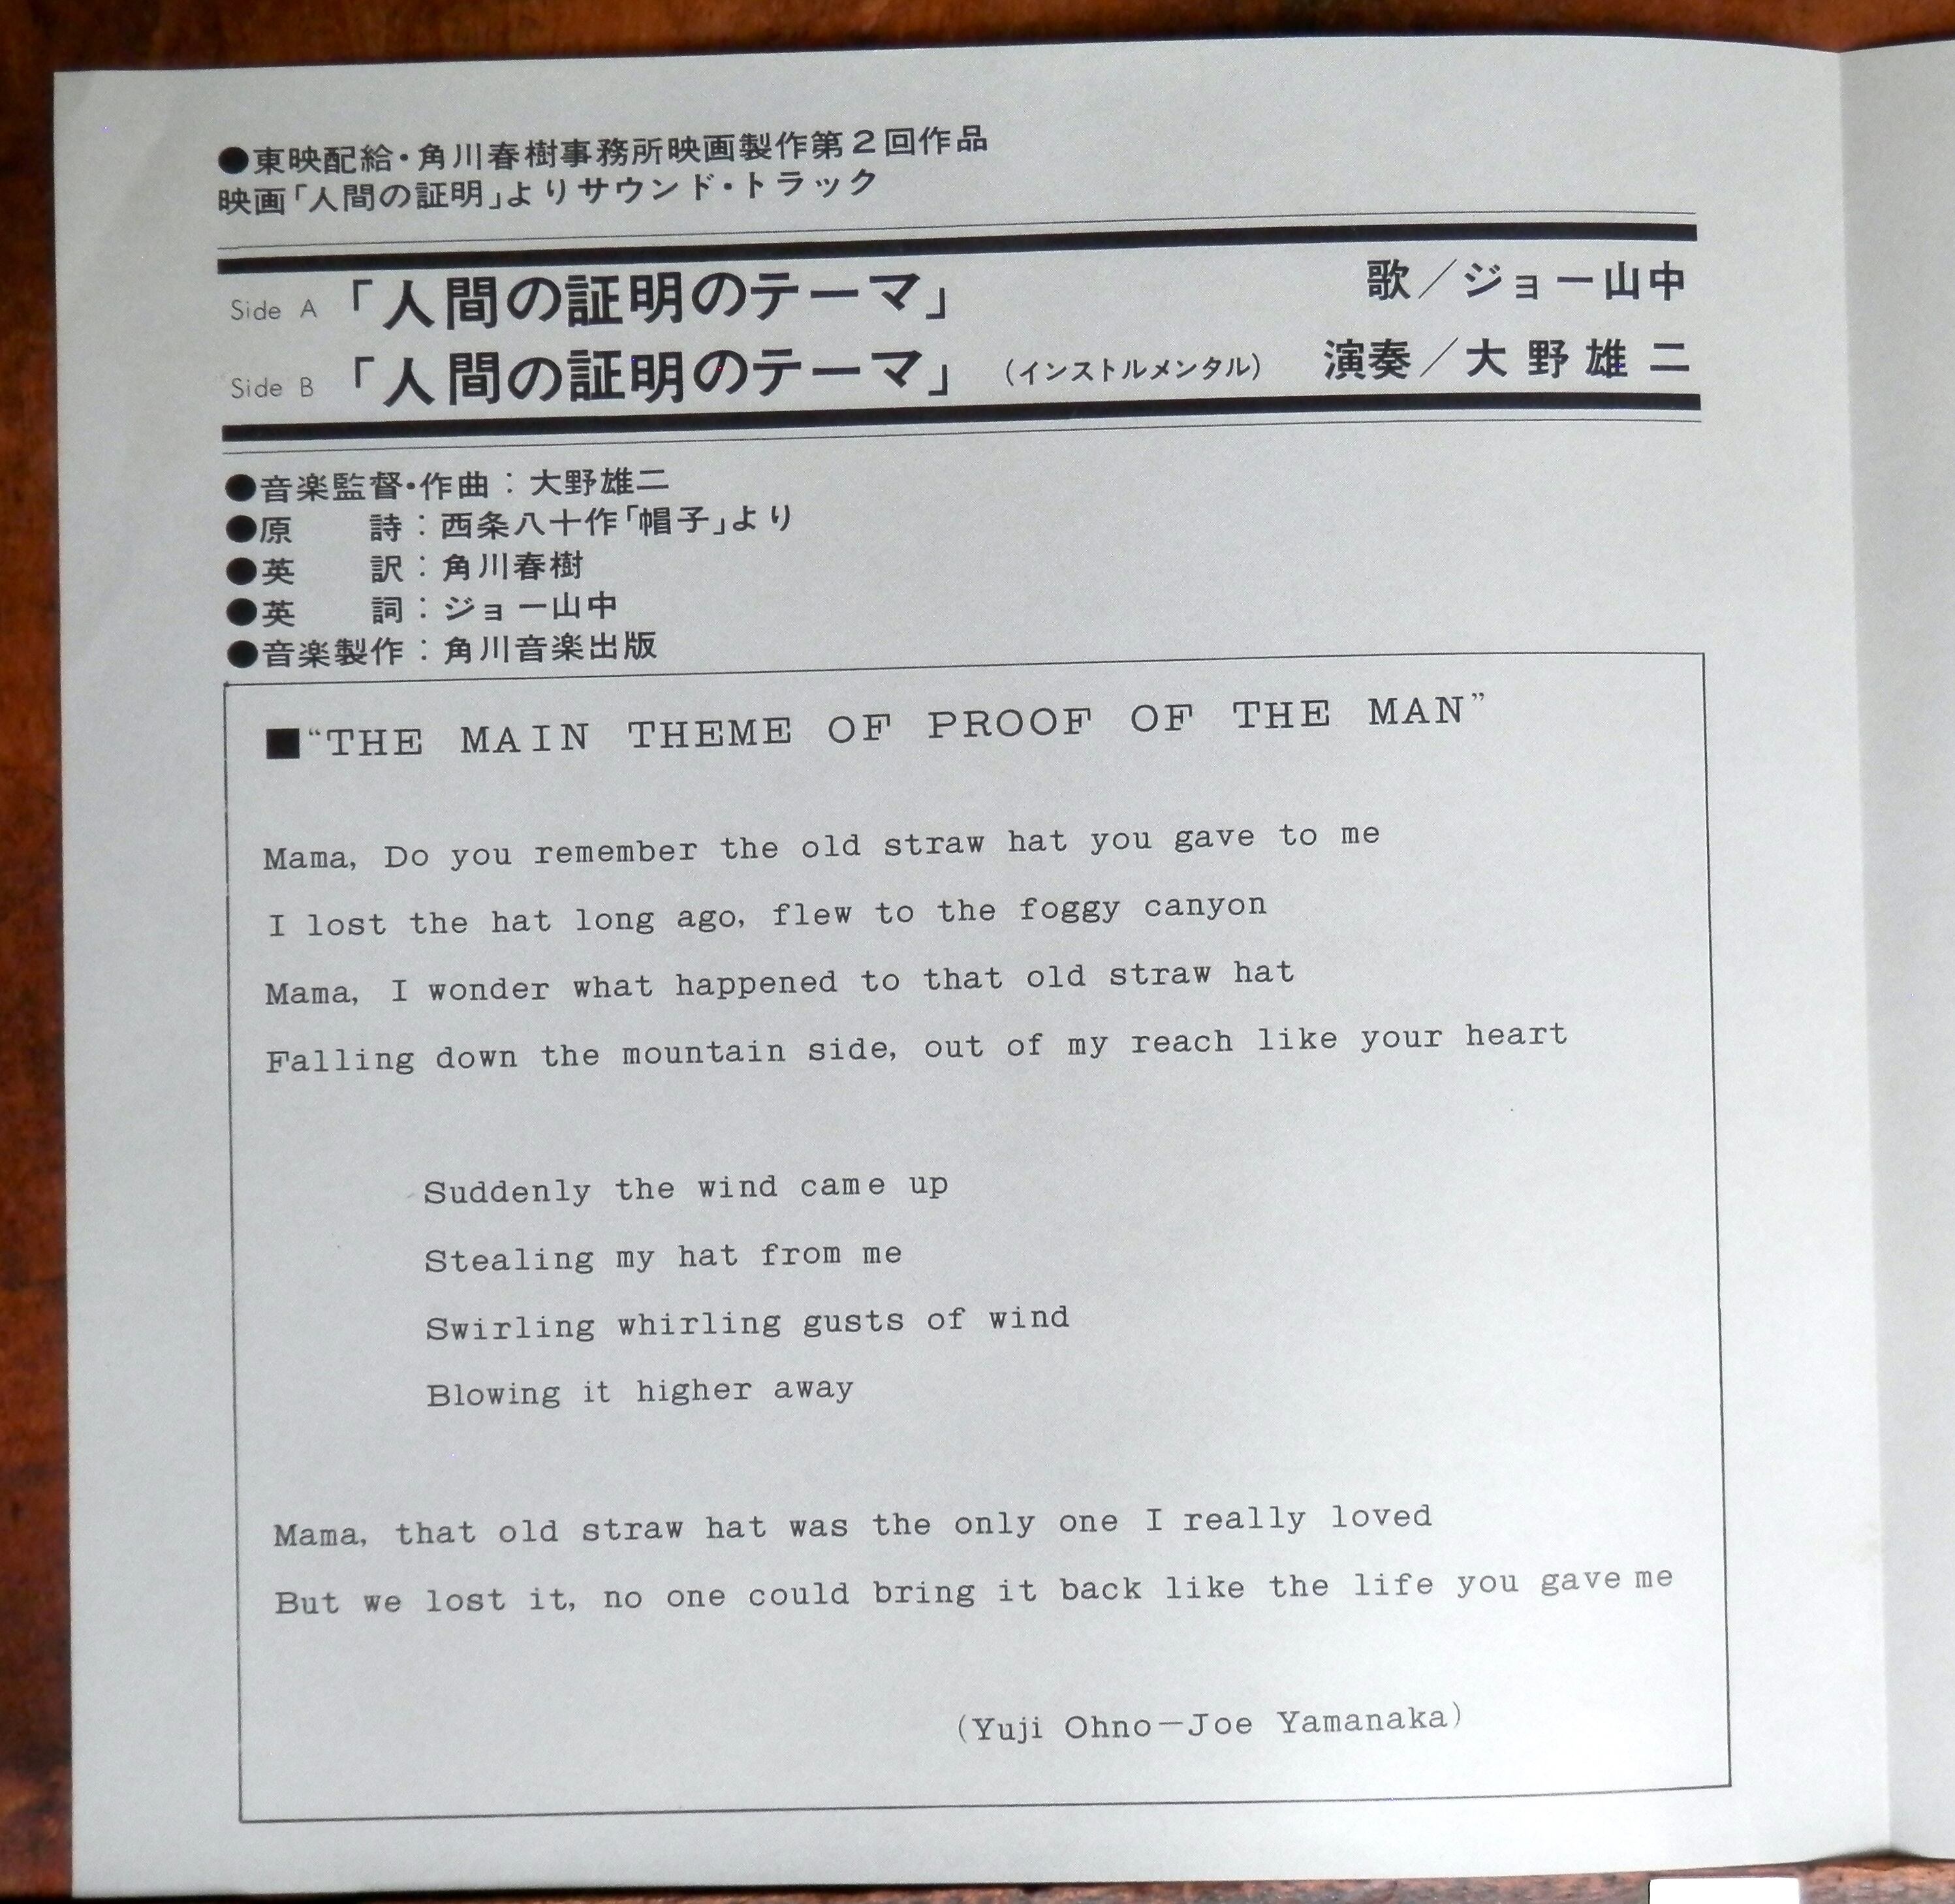 ●東映配給・角川春樹事務所映画製作第2回作品
映画「人間の証明」よりサウンド・トラック
Side A 「人間の証明のテーマ」 歌／ジョー山中
Side B 「人間の証明のテーマ」 (インストルメンタル) 演奏／大野雄二
●音楽監督・作曲：大野雄二
●原　　詩：西条八十作「帽子」より
●英　　訳：角川春樹
●英　　詞：ジョー山中
●音楽製作：角川音楽出版
■“THE MAIN THEME OF PROOF OF THE MAN”
Mama, Do you remember the old straw hat you gave to me
I lost the hat long ago, flew to the foggy canyon
Mama, I wonder what happened to that old straw hat
Falling down the mountain side, out of my reach like your heart
Suddenly the wind came up
Stealing my hat from me
Swirling whirling gusts of wind
Blowing it higher away
Mama, that old straw hat was the only one I really loved
But we lost it, no one could bring it back like the life you gave me
(Yuji Ohno—Joe Yamanaka)